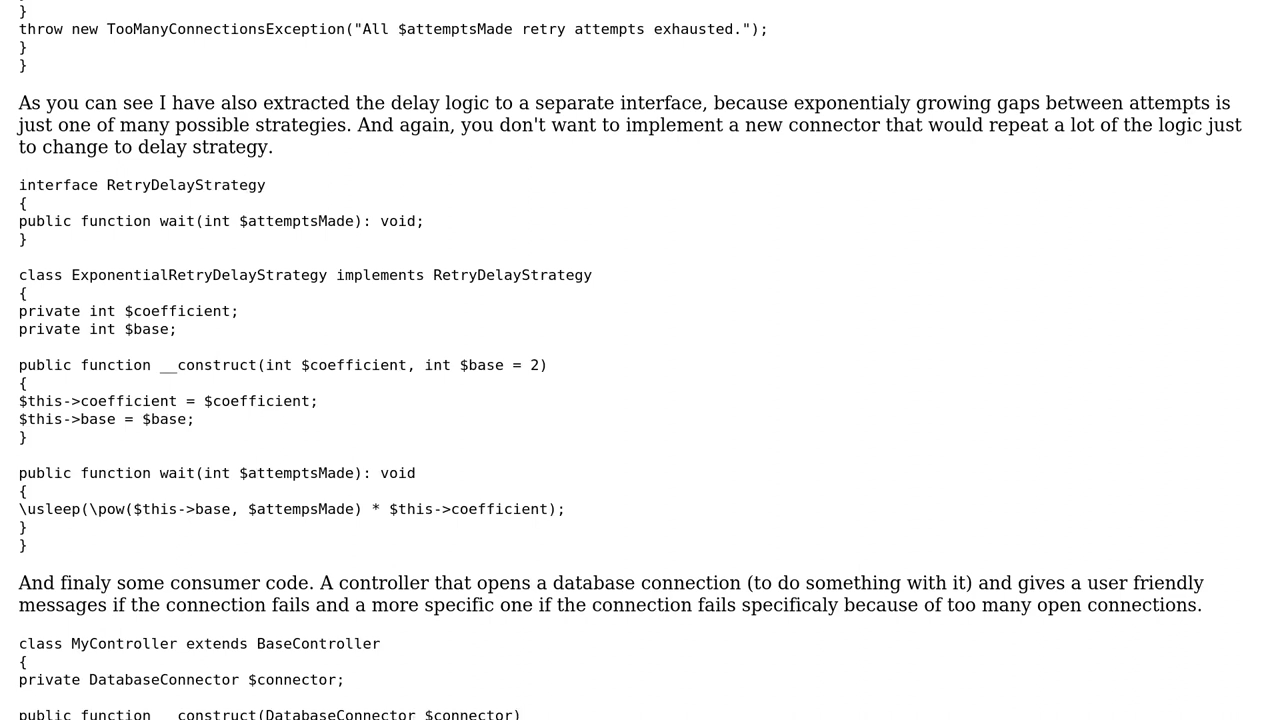 }
throw new TooManyConnectionsException("All $attemptsMade retry attempts exhausted.");
}
}
As you can see I have also extracted the delay logic to a separate interface, because exponentialy growing gaps between attempts is
just one of many possible strategies. And again, you don't want to implement a new connector that would repeat a lot of the logic just
to change to delay strategy.
interface RetryDelayStrategy
{
public function wait(int $attemptsMade): void;
}
class ExponentialRetryDelayStrategy implements RetryDelayStrategy
{
private int $coefficient;
private int $base;
public function __construct(int $coefficient, int $base = 2)
{
$this->coefficient = $coefficient;
$this->base = $base;
}
public function wait(int $attemptsMade): void
{
\usleep(\pow($this->base, $attempsMade) * $this->coefficient);
}
}
And finaly some consumer code. A controller that opens a database connection (to do something with it) and gives a user friendly
messages if the connection fails and a more specific one if the connection fails specificaly because of too many open connections.
class MyController extends BaseController
{
private DatabaseConnector $connector;
public function __construct(DatabaseConnector $connector)